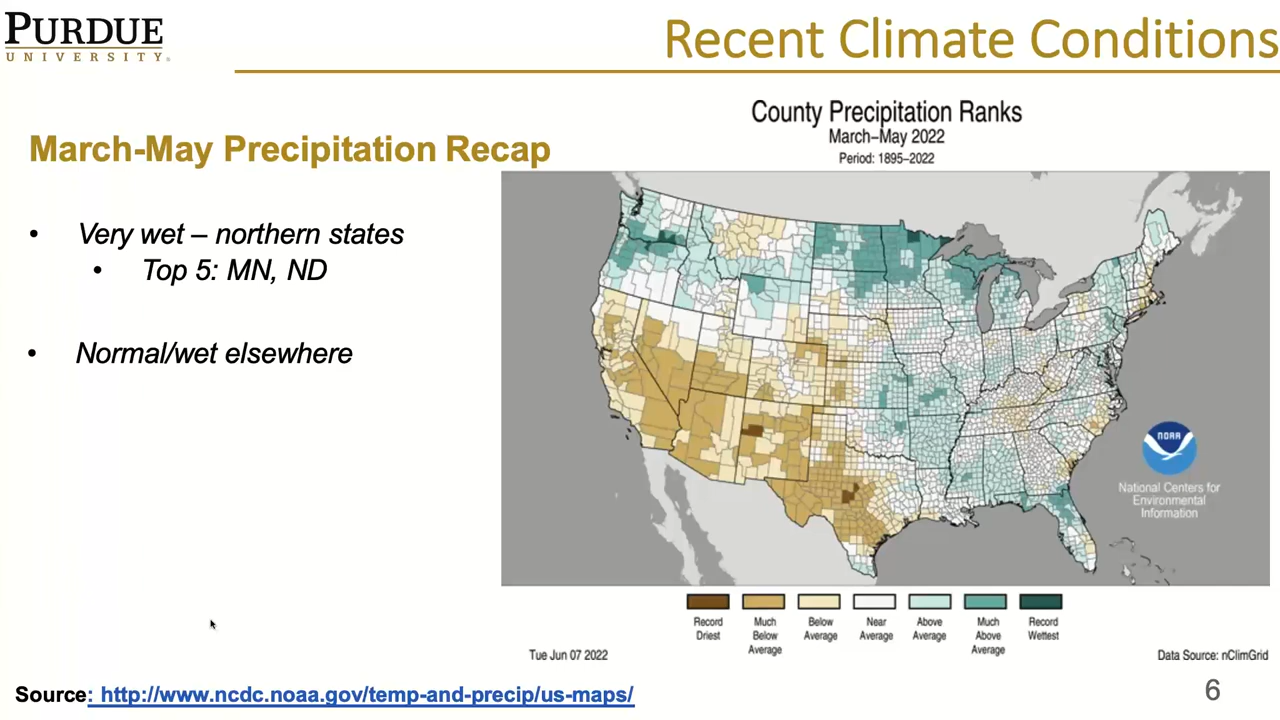 PURDUE
UNIVERSITY®
Recent Climate Conditions
March-May Precipitation Recap
• Very wet – northern states
• Top 5: MN, ND
• Normal/wet elsewhere
County Precipitation Ranks
March–May 2022
Period: 1895–2022
NOAA
National Centers for
Environmental
Information
Record
Driest
Much
Below
Average
Below
Average
Near
Average
Above
Average
Much
Above
Average
Record
Wettest
Tue Jun 07 2022
Data Source: nClimGrid
Source: http://www.ncdc.noaa.gov/temp-and-precip/us-maps/
6